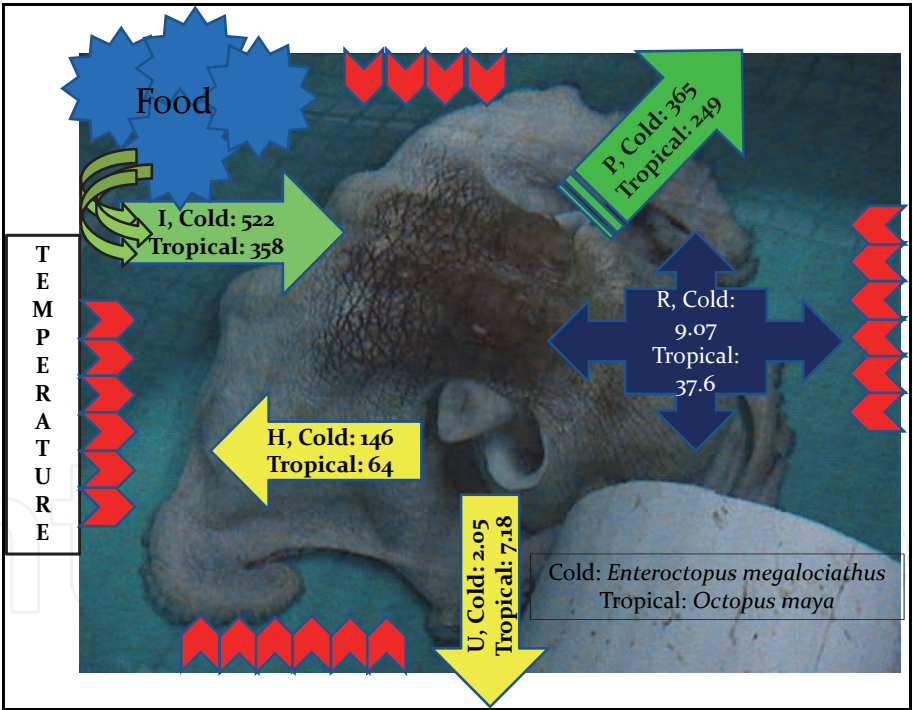 Food
P, Cold: 365
Tropical: 249
I, Cold: 522
Tropical: 358
TEMPERATURE
R, Cold:
9.07
Tropical:
37.6
H, Cold: 146
Tropical: 64
U, Cold: 2.05
Tropical: 7.18
Cold: Enteroctopus megalociathus
Tropical: Octopus maya